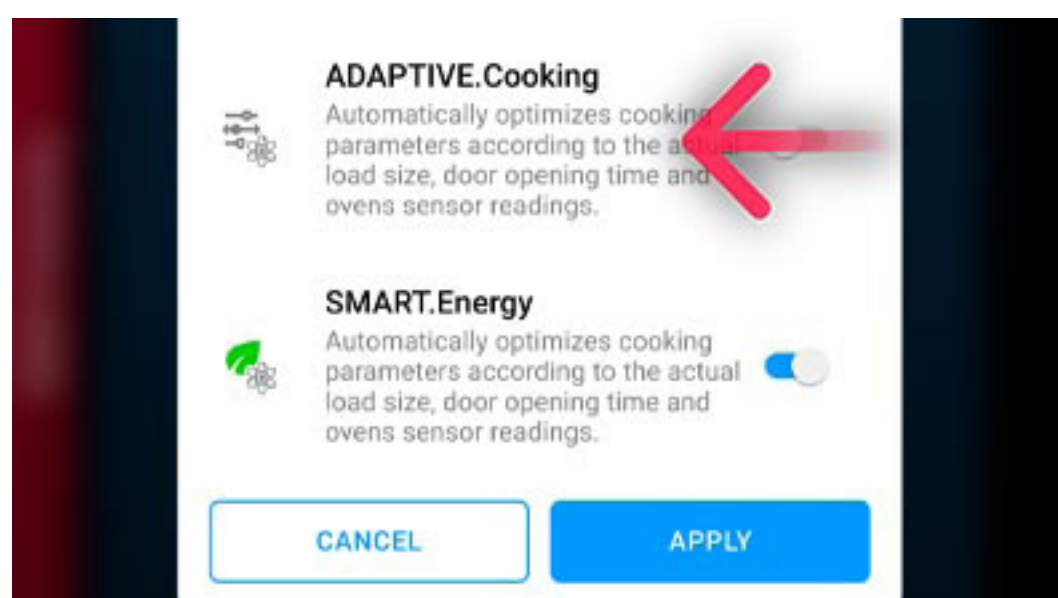 ADAPTIVE.Cooking
Automatically optimizes cooking
parameters according to the actual
load size, door opening time and
ovens sensor readings.
SMART.Energy
Automatically optimizes cooking
parameters according to the actual
load size, door opening time and
ovens sensor readings.
CANCEL
APPLY